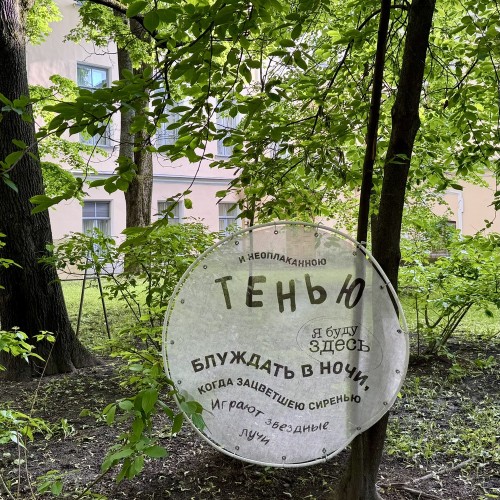 И НЕОПЛАКАННОЮ
ТЕНЬЮ
Я буду
здесь
БЛУЖДАТЬ В НОЧИ,
КОГДА ЗАЦВЕТШЕЮ СИРЕНЬЮ
Играют звездные
лучи